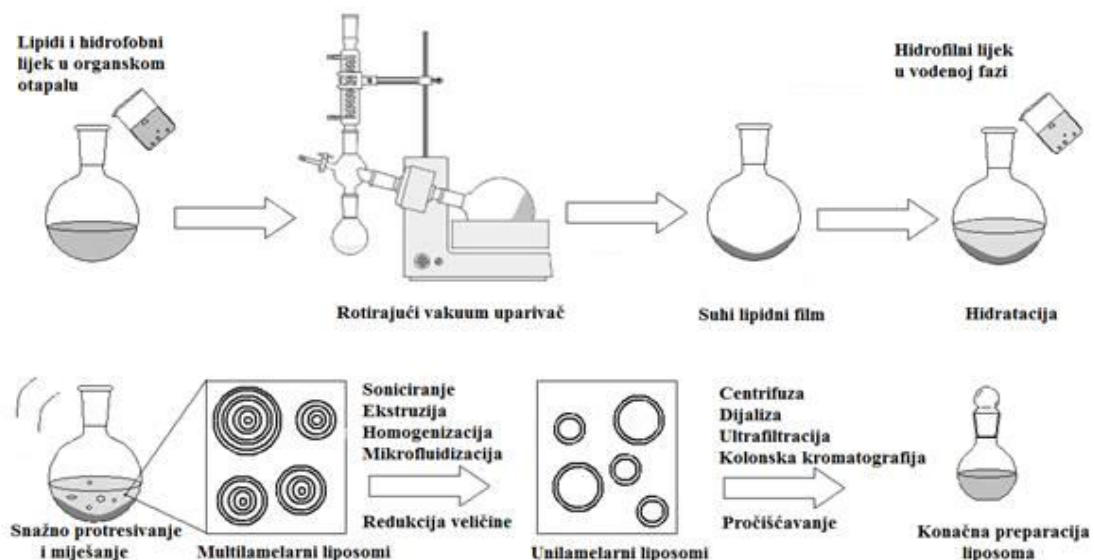 Lipidi i hidrofobni
lijek u organskom
otapalu
Hidrofilni lijek
u vodenoj fazi
Rotirajući vakuum uparivač
Suhi lipidni film
Hidratacija
Soniciranje
Ekstruzija
Homogenizacija
Mikrofluidizacija
Centrifuza
Dijaliza
Ultrafiltracija
Kolonska kromatografija
Snažno protresivanje
i miješanje
Multilamelarni liposomi
Redukcija veličine
Unilamelarni liposomi
Pročišćavanje
Konačna preparacija
liposoma